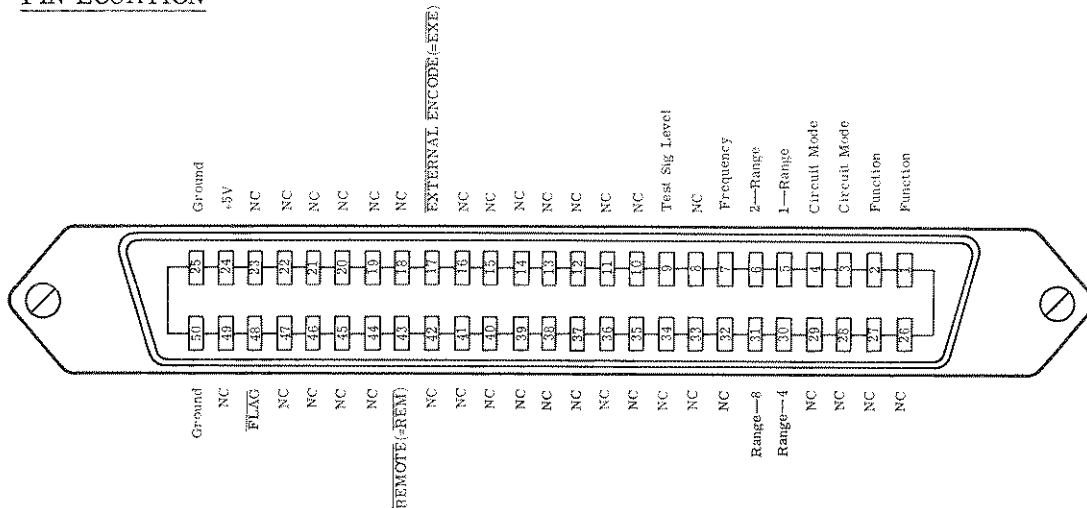 PIN LOCATION
Ground
+5V
NC
NC
NC
NC
NC
NC
EXTERNAL ENCODE(=EXE)
NC
NC
NC
NC
NC
NC
NC
Test Sig Level
NC
Frequency
2—Range
1—Range
Circuit Mode
Circuit Mode
Function
Function
25
24
23
22
21
20
19
18
17
16
15
14
13
12
11
10
9
8
7
6
5
4
3
2
1
50
49
48
47
46
45
44
43
42
41
40
39
38
37
36
35
34
33
32
31
30
29
28
27
26
Ground
NC
FLAG
NC
NC
NC
NC
REMOTE(=REM)
NC
NC
NC
NC
NC
NC
NC
NC
NC
NC
NC
Range—8
Range—4
NC
NC
NC
NC